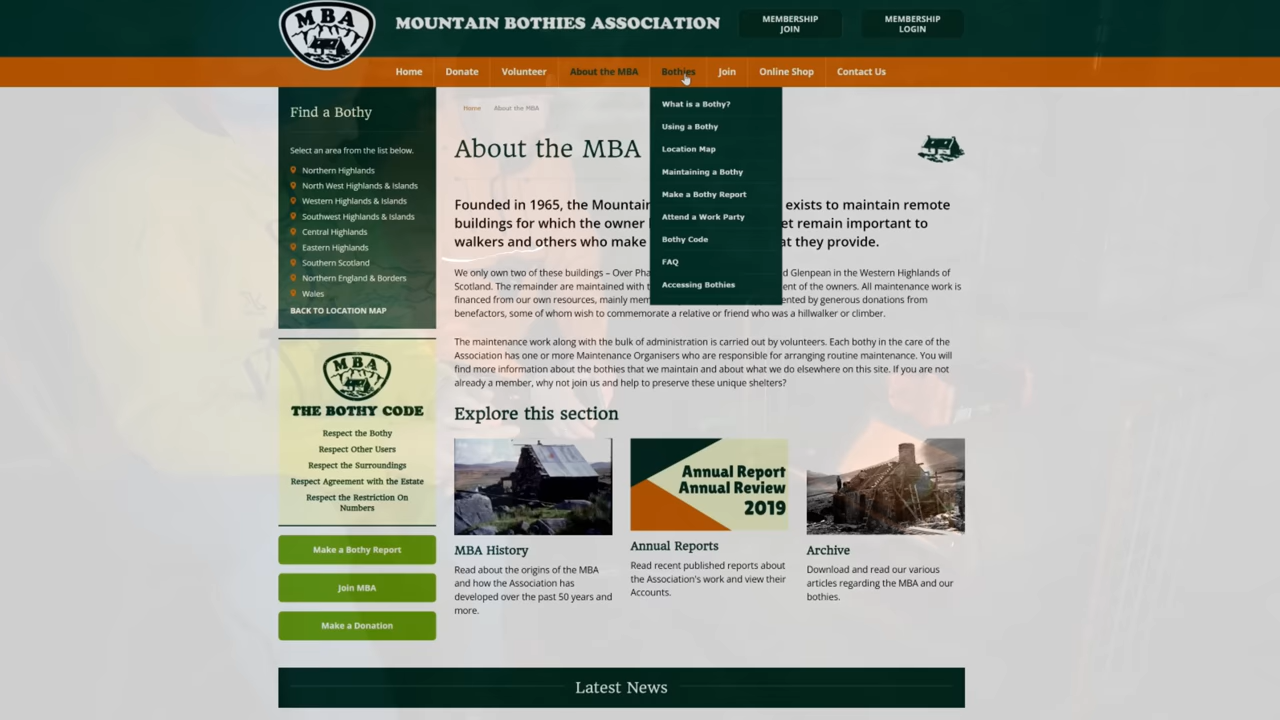 MBA
MOUNTAIN BOTHIES ASSOCIATION
MEMBERSHIP
JOIN
MEMBERSHIP
LOGIN
Home
Donate
Volunteer
About the MBA
Bothies
Join
Online Shop
Contact Us
Find a Bothy
Select an area from the list below.
Northern Highlands
North West Highlands & Islands
Western Highlands & Islands
Southwest Highlands & Islands
Central Highlands
Eastern Highlands
Southern Scotland
Northern England & Borders
Wales
BACK TO LOCATION MAP
MBA
THE BOTHY CODE
Respect the Bothy
Respect Other Users
Respect the Surroundings
Respect Agreement with the Estate
Respect the Restriction On
Numbers
Make a Bothy Report
Join MBA
Make a Donation
Home
About the MBA
About the MBA
What is a Bothy?
Using a Bothy
Location Map
Maintaining a Bothy
Make a Bothy Report
Attend a Work Party
Bothy Code
FAQ
Accessing Bothies
Founded in 1965, the Mountain exists to maintain remote
buildings for which the owner remain important to
walkers and others who make they provide.
We only own two of these buildings – Over Glenpean in the Western Highlands of
Scotland. The remainder are maintained with of the owners. All maintenance work is
financed from our own resources, mainly by generous donations from
benefactors, some of whom wish to commemorate a relative or friend who was a hillwalker or climber.
The maintenance work along with the bulk of administration is carried out by volunteers. Each bothy in the care of the
Association has one or more Maintenance Organisers who are responsible for arranging routine maintenance. You will
find more information about the bothies that we maintain and about what we do elsewhere on this site. If you are not
already a member, why not join us and help to preserve these unique shelters?
Explore this section
Annual Report
Annual Review
2019
MBA History
Read about the origins of the MBA
and how the Association has
developed over the past 50 years and
more.
Annual Reports
Read recent published reports about
the Association's work and view their
Accounts.
Archive
Download and read our various
articles regarding the MBA and our
bothies.
Latest News